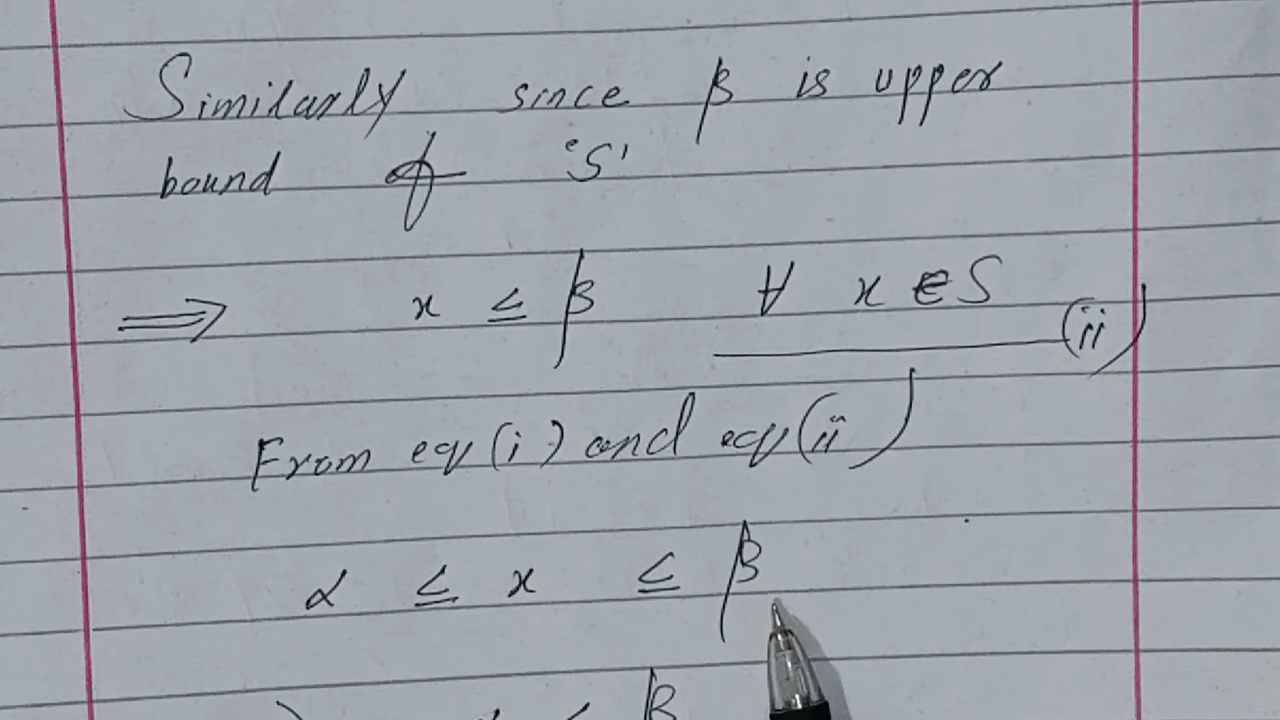 Similarly since β is upper
bound of 'S'
⟹ x ≤ β ∀ x ∈ S (ii)
From eq (i) and eq (ii)
α ≤ x ≤ β
≤ β